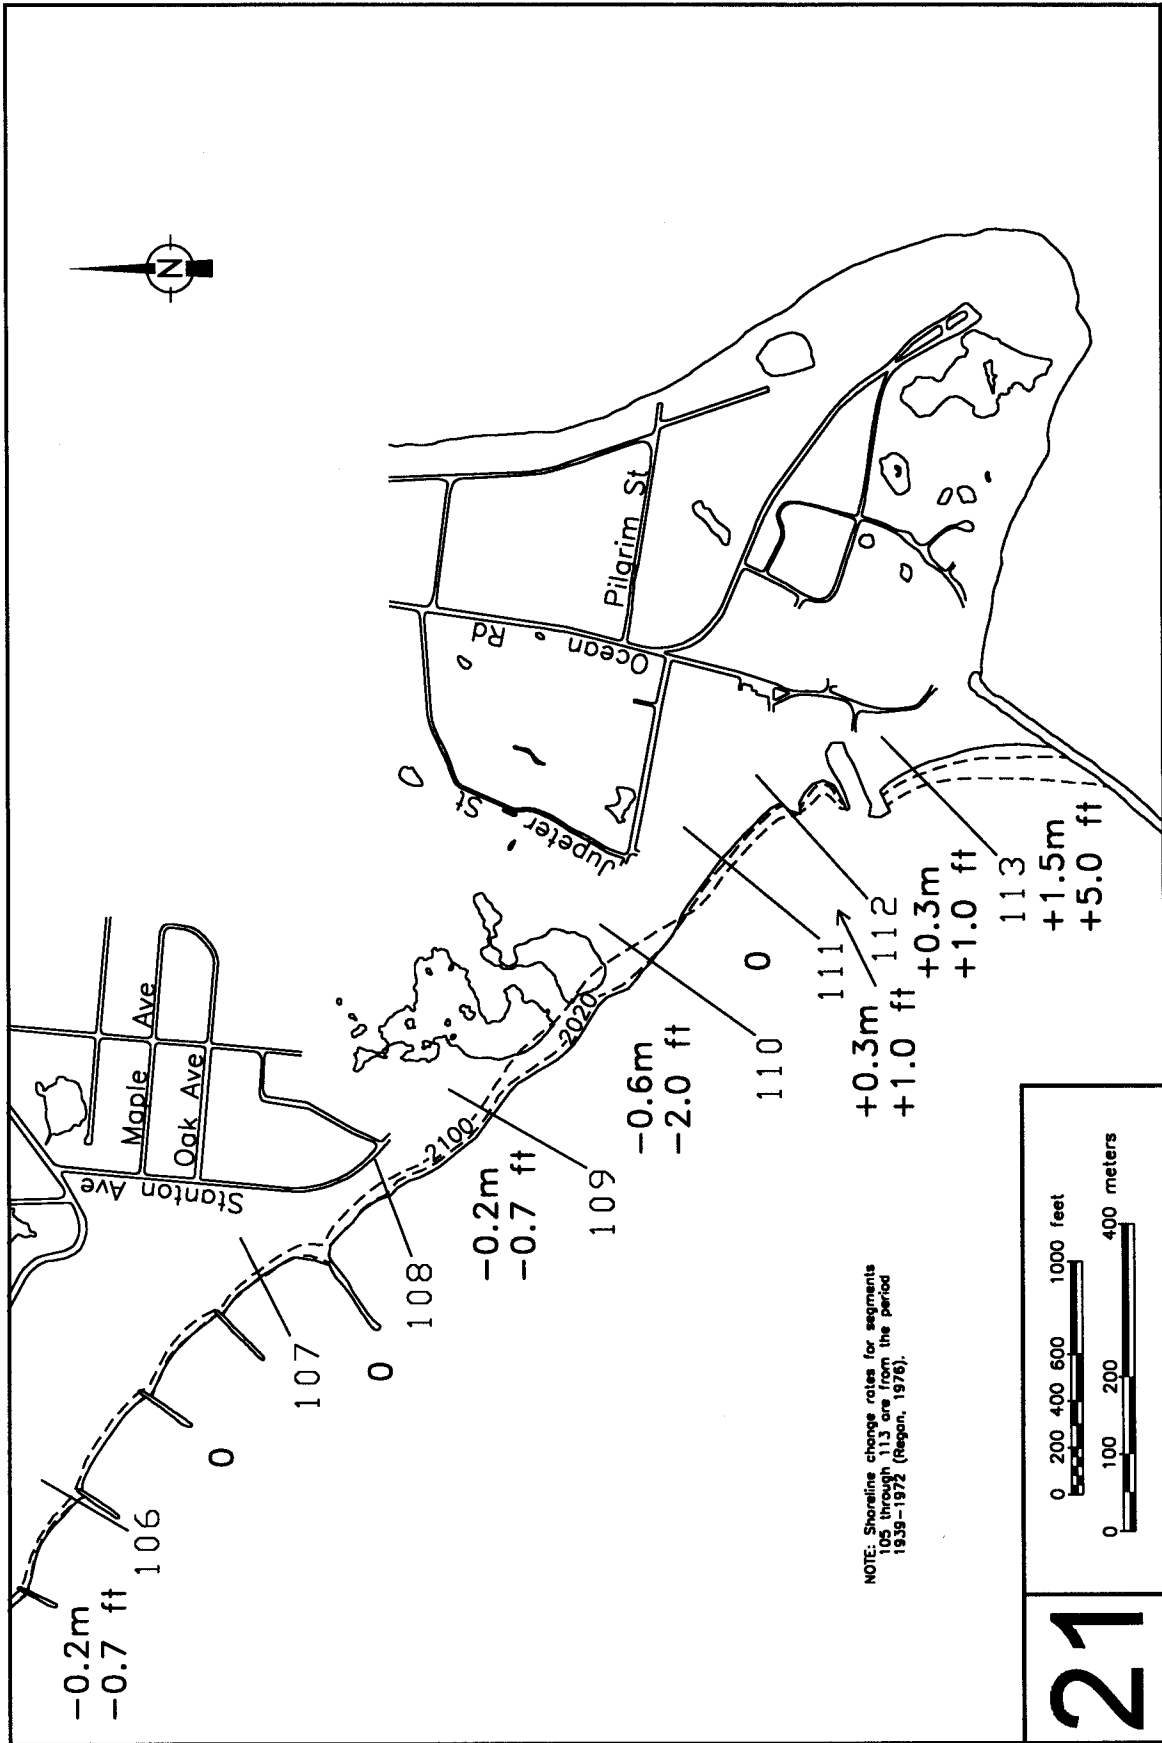 N
Maple Ave
Oak Ave
Stanton Ave
Pilgrim St
Ocean Rd
Jupeter St
-0.2m
-0.7 ft
106
0
107
0
108
2100
-0.2m
-0.7 ft
109
2020
-0.6m
-2.0 ft
110
0
111
+0.3m
+1.0 ft
112
+0.3m
+1.0 ft
113
+1.5m
+5.0 ft
NOTE: Shoreline change rates for segments
105 through 113 are from the period
1939-1972 (Regan, 1976).
0 200 400 600 1000 feet
0 100 200 400 meters
21